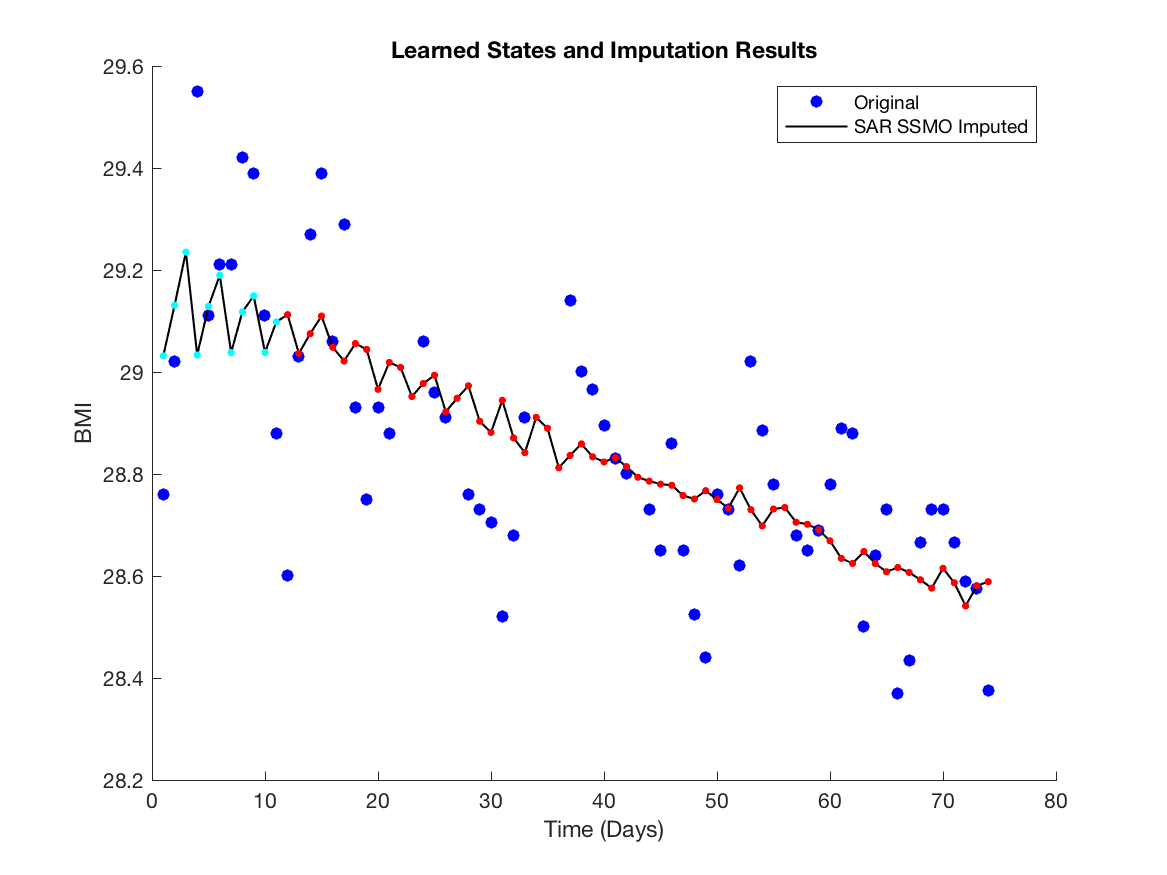 Learned States and Imputation Results
29.6
29.4
29.2
29
28.8
28.6
28.4
28.2
BMI
Original
SAR SSMO Imputed
0 10 20 30 40 50 60 70 80
Time (Days)